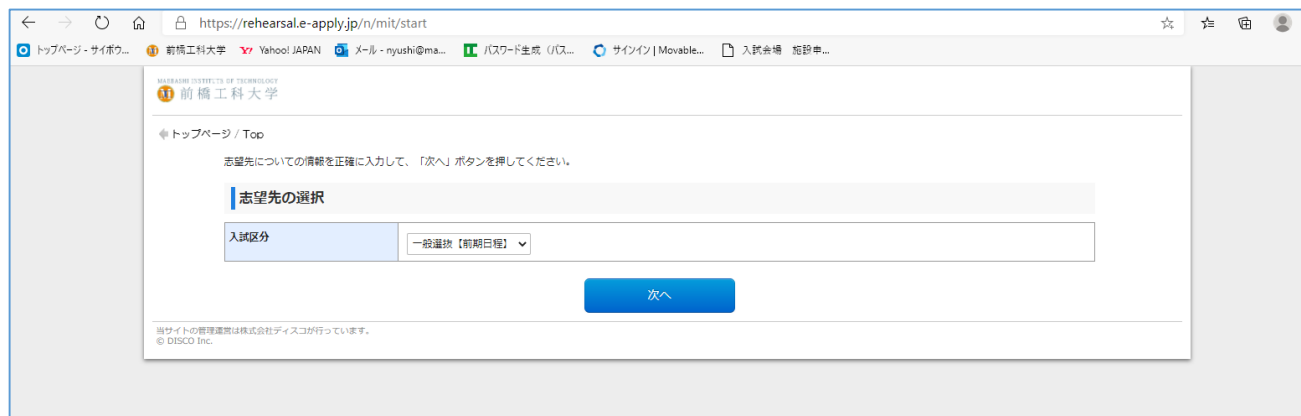 https://rehearsal.e-apply.jp/n/mit/start
トップページ - サイボウ... 前橋工科大学 Yahoo! JAPAN メール - nyushi@ma... パスワード生成（パス... サインイン | Movable... 入試会場 施設申...
MAEBASHI INSTITUTE OF TECHNOLOGY
前橋工科大学
トップページ / Top
志望先についての情報を正確に入力して、「次へ」ボタンを押してください。
志望先の選択
入試区分 一般選抜【前期日程】
次へ
当サイトの管理運営は株式会社ディスコが行っています。
© DISCO Inc.